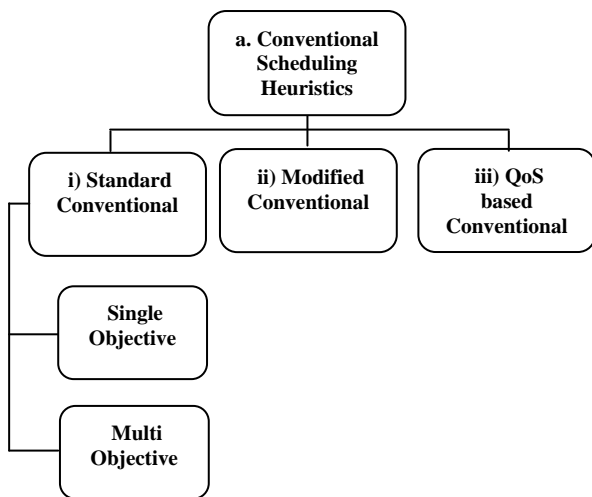 a. Conventional
Scheduling
Heuristics
i) Standard
Conventional
ii) Modified
Conventional
iii) QoS
based
Conventional
Single
Objective
Multi
Objective